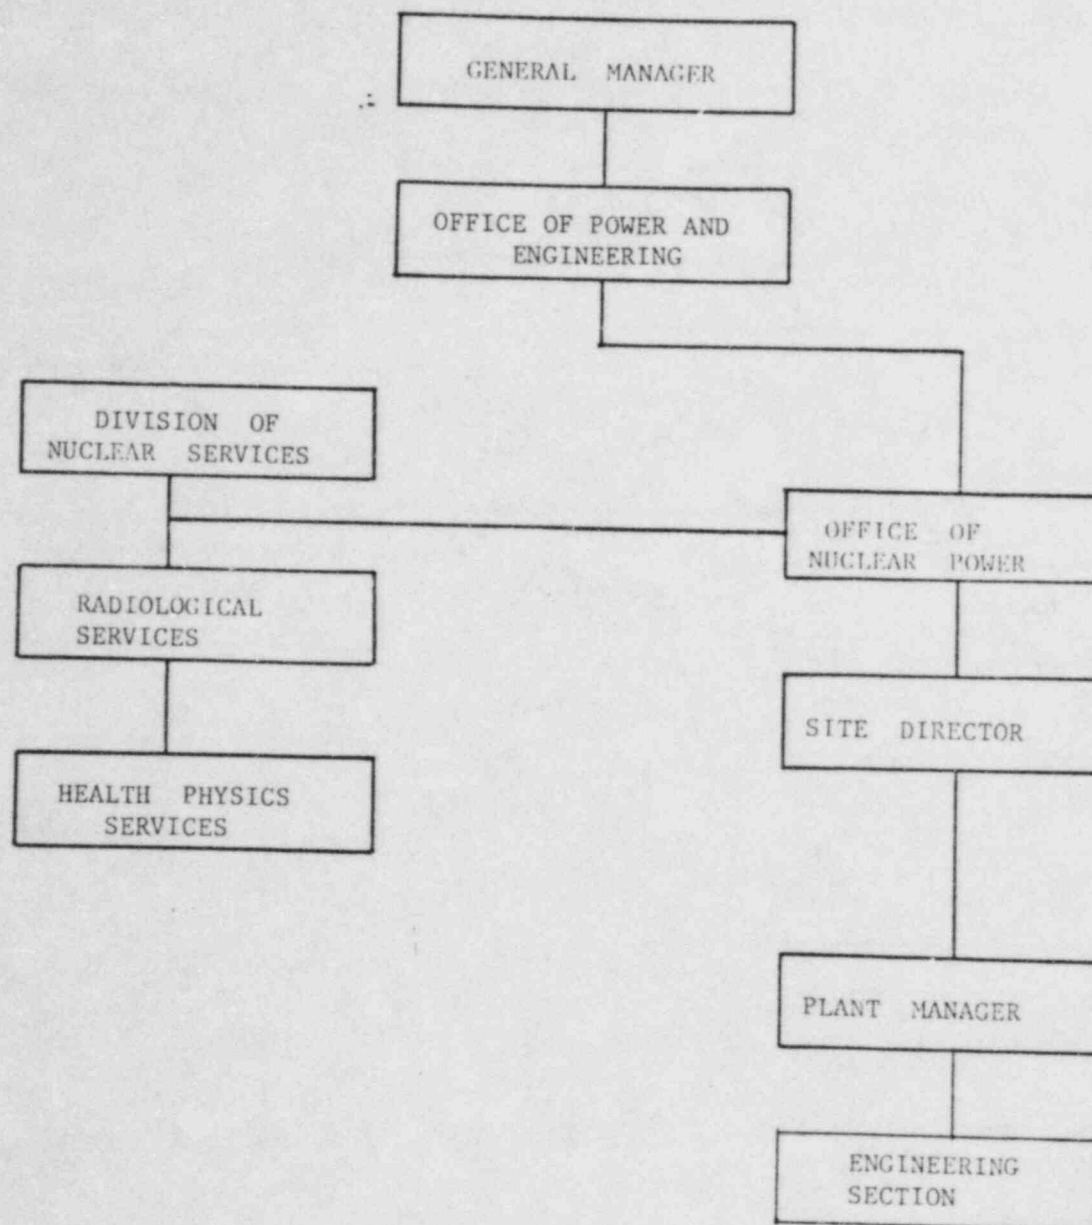 GENERAL MANAGER
OFFICE OF POWER AND
ENGINEERING
DIVISION OF
NUCLEAR SERVICES
OFFICE OF
NUCLEAR POWER
RADIOLOGICAL
SERVICES
SITE DIRECTOR
HEALTH PHYSICS
SERVICES
PLANT MANAGER
ENGINEERING
SECTION